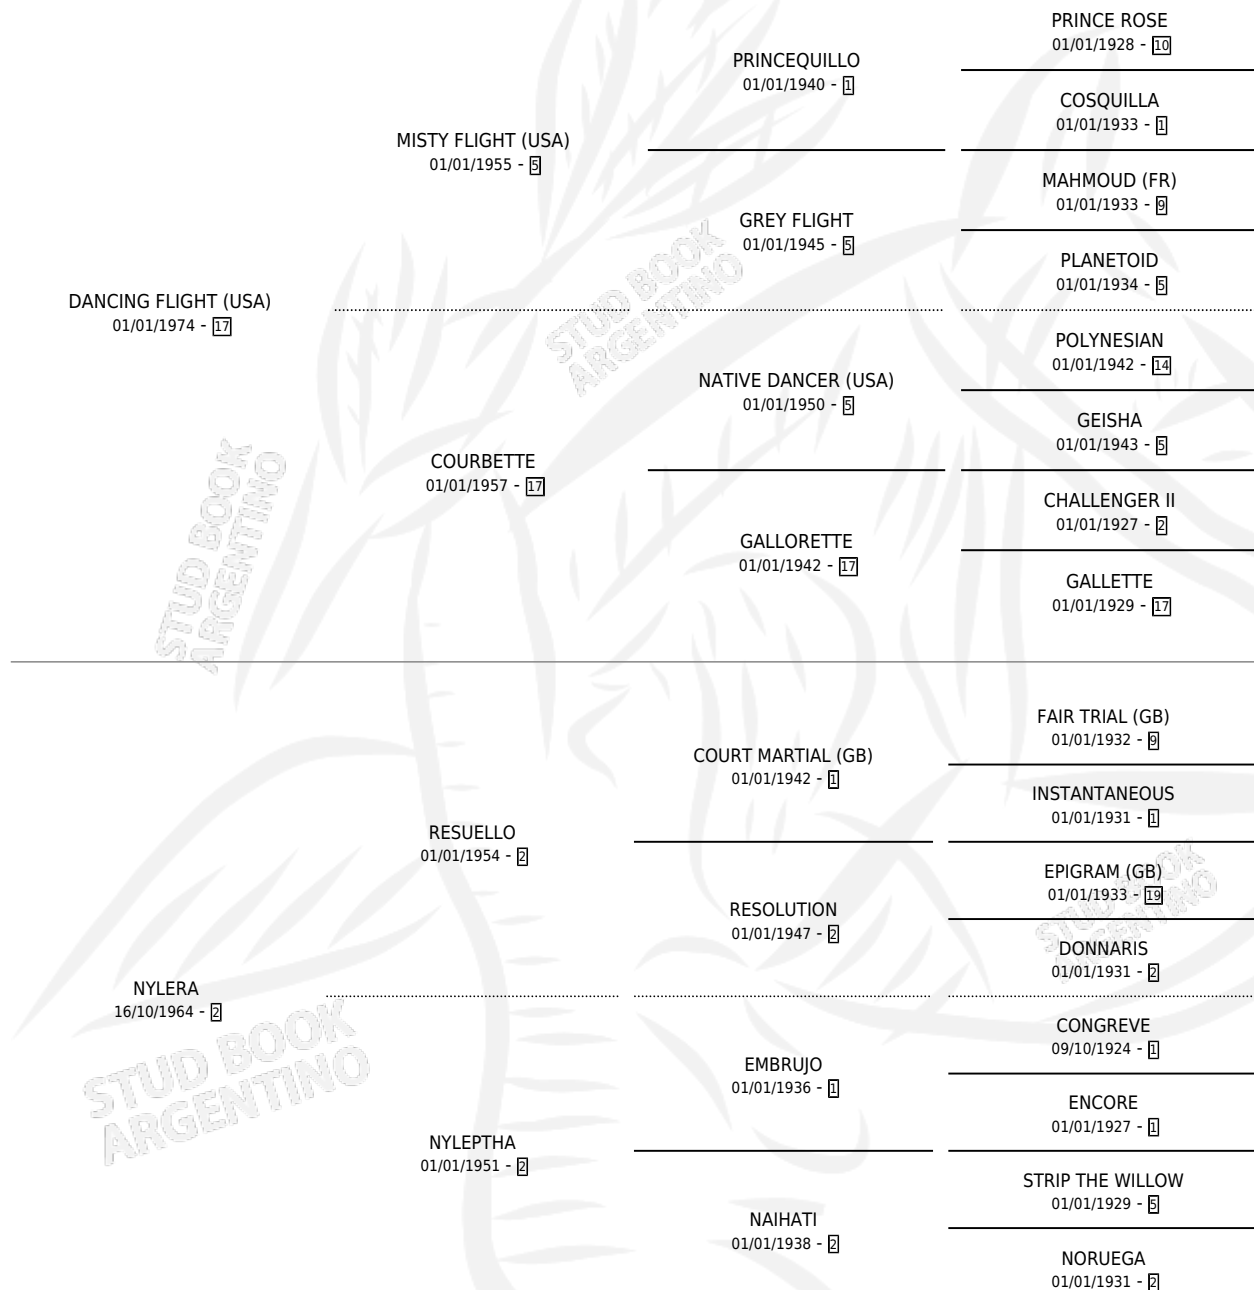 PRINCE ROSE
01/01/1928 - 10
PRINCEQUILLO
01/01/1940 - 1
COSQUILLA
01/01/1933 - 1
MISTY FLIGHT (USA)
01/01/1955 - 5
MAHMOUD (FR)
01/01/1933 - 9
GREY FLIGHT
01/01/1945 - 5
PLANETOID
01/01/1934 - 5
DANCING FLIGHT (USA)
01/01/1974 - 17
STUD BOOK
ARGENTINO
POLYNESIAN
01/01/1942 - 14
NATIVE DANCER (USA)
01/01/1950 - 5
GEISHA
01/01/1943 - 5
COURBETTE
01/01/1957 - 17
CHALLENGER II
01/01/1927 - 2
GALLORETTE
01/01/1942 - 17
GALLETTE
01/01/1929 - 17
STUD BOOK
ARGENTINO
FAIR TRIAL (GB)
01/01/1932 - 9
COURT MARTIAL (GB)
01/01/1942 - 1
INSTANTANEOUS
01/01/1931 - 1
RESUELLO
01/01/1954 - 2
EPIGRAM (GB)
01/01/1933 - 19
RESOLUTION
01/01/1947 - 2
STUD BOOK
ARGENTINO
DONNARIS
01/01/1931 - 2
NYLERA
16/10/1964 - 2
STUD BOOK
ARGENTINO
CONGREVE
09/10/1924 - 1
EMBRUJO
01/01/1936 - 1
ENCORE
01/01/1927 - 1
NYLEPTHA
01/01/1951 - 2
STRIP THE WILLOW
01/01/1929 - 5
NAIHATI
01/01/1938 - 2
NORUEGA
01/01/1931 - 2